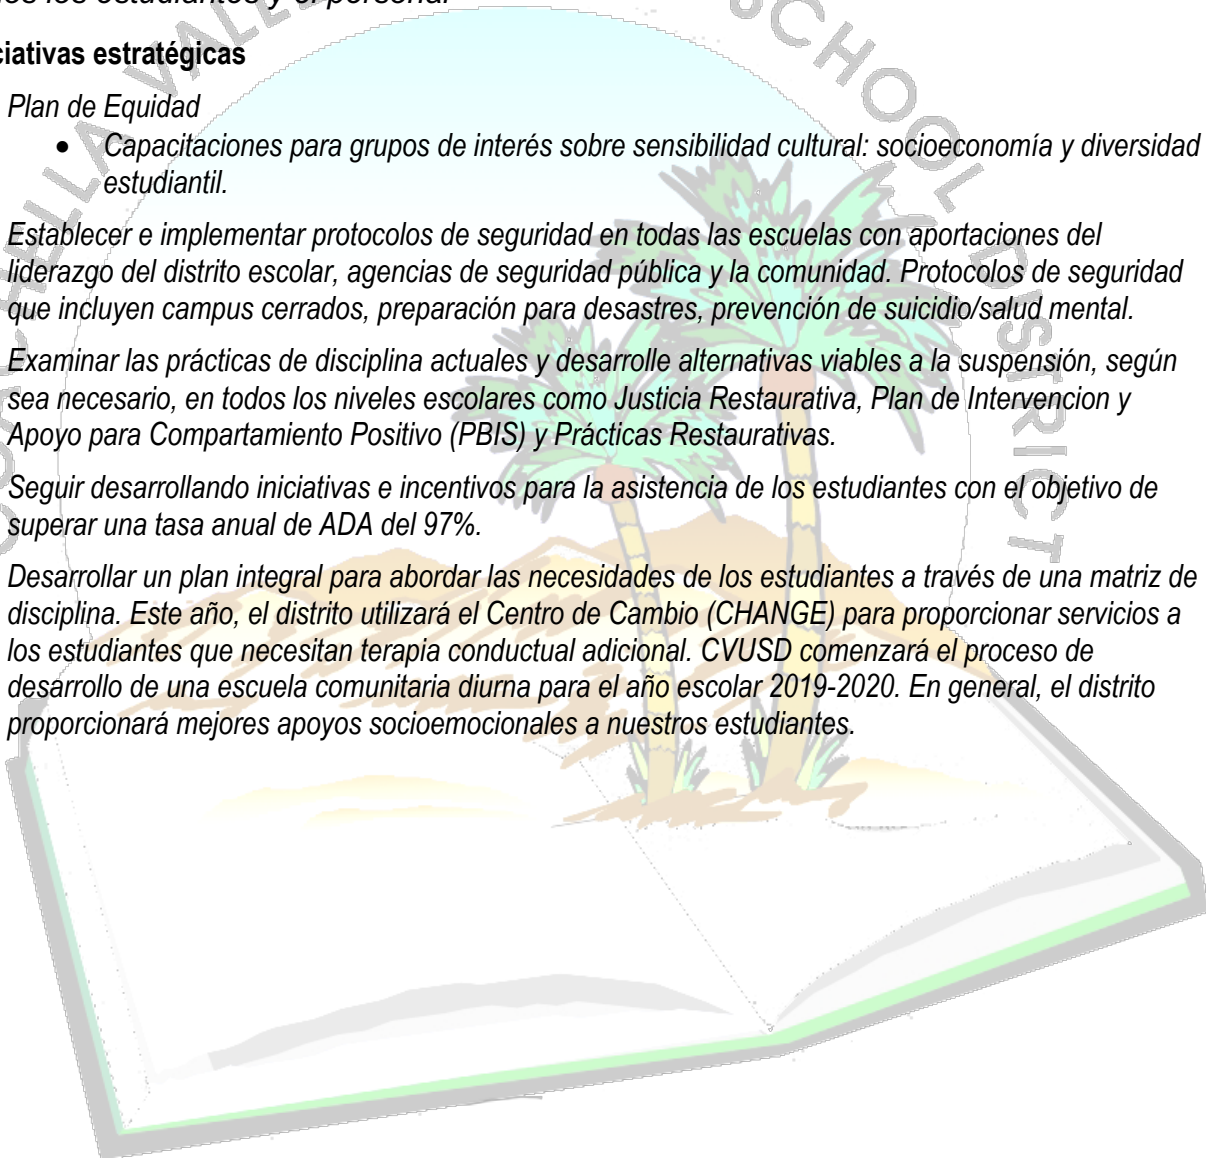 los estudiantes y el personal
estratégicas
Plan de Equidad
• Capacitaciones para grupos de interés sobre sensibilidad cultural: socioeconomía y diversidad
estudiantil.
Establecer e implementar protocolos de seguridad en todas las escuelas con aportaciones del
liderazgo del distrito escolar, agencias de seguridad pública y la comunidad. Protocolos de seguridad
que incluyen campus cerrados, preparación para desastres, prevención de suicidio/salud mental.
Examinar las prácticas de disciplina actuales y desarrolle alternativas viables a la suspensión, según
sea necesario, en todos los niveles escolares como Justicia Restaurativa, Plan de Intervencion y
Apoyo para Compartamiento Positivo (PBIS) y Prácticas Restaurativas.
Seguir desarrollando iniciativas e incentivos para la asistencia de los estudiantes con el objetivo de
superar una tasa anual de ADA del 97%.
Desarrollar un plan integral para abordar las necesidades de los estudiantes a través de una matriz de
disciplina. Este año, el distrito utilizará el Centro de Cambio (CHANGE) para proporcionar servicios a
los estudiantes que necesitan terapia conductual adicional. CVUSD comenzará el proceso de
desarrollo de una escuela comunitaria diurna para el año escolar 2019-2020. En general, el distrito
proporcionará mejores apoyos socioemocionales a nuestros estudiantes.
SCHOOL DISTRICT